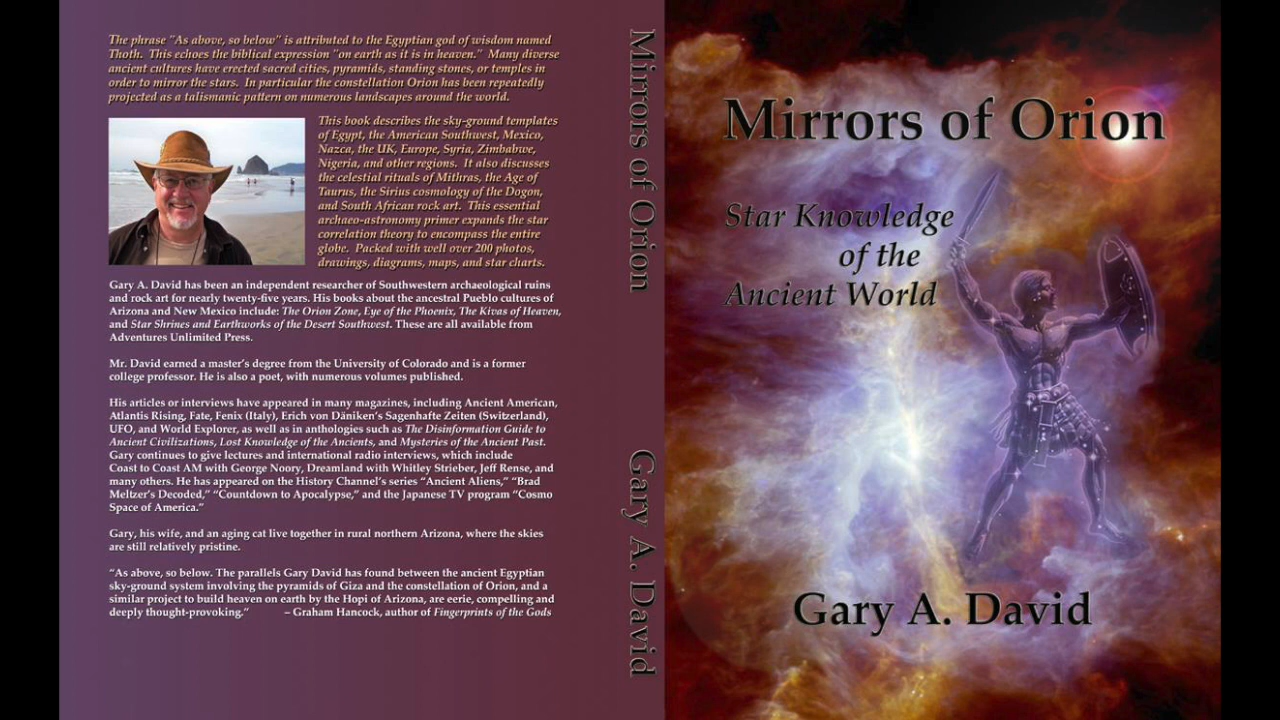 The phrase "As above, so below" is attributed to the Egyptian god of wisdom named
Thoth. This echoes the biblical expression "on earth as it is in heaven." Many diverse
ancient cultures have erected sacred cities, pyramids, standing stones, or temples in
order to mirror the stars. In particular the constellation Orion has been repeatedly
projected as a talismanic pattern on numerous landscapes around the world.
This book describes the sky-ground templates
of Egypt, the American Southwest, Mexico,
Nazca, the UK, Europe, Syria, Zimbabwe,
Nigeria, and other regions. It also discusses
the celestial rituals of Mithras, the Age of
Taurus, the Sirius cosmology of the Dogon,
and South African rock art. This essential
archaeo-astronomy primer expands the star
correlation theory to encompass the entire
globe. Packed with well over 200 photos,
drawings, diagrams, maps, and star charts.
Gary A. David has been an independent researcher of Southwestern archaeological ruins
and rock art for nearly twenty-five years. His books about the ancestral Pueblo cultures of
Arizona and New Mexico include: The Orion Zone, Eye of the Phoenix, The Kivas of Heaven,
and Star Shrines and Earthworks of the Desert Southwest. These are all available from
Adventures Unlimited Press.
Mr. David earned a master's degree from the University of Colorado and is a former
college professor. He is also a poet, with numerous volumes published.
His articles or interviews have appeared in many magazines, including Ancient American,
Atlantis Rising, Fate, Fenix (Italy), Erich von Däniken's Sagenhafte Zeiten (Switzerland),
UFO, and World Explorer, as well as in anthologies such as The Disinformation Guide to
Ancient Civilizations, Lost Knowledge of the Ancients, and Mysteries of the Ancient Past.
Gary continues to give lectures and international radio interviews, which include
Coast to Coast AM with George Noory, Dreamland with Whitley Strieber, Jeff Rense, and
many others. He has appeared on the History Channel's series "Ancient Aliens," "Brad
Meltzer's Decoded," "Countdown to Apocalypse," and the Japanese TV program "Cosmo
Space of America."
Gary, his wife, and an aging cat live together in rural northern Arizona, where the skies
are still relatively pristine.
"As above, so below. The parallels Gary David has found between the ancient Egyptian
sky-ground system involving the pyramids of Giza and the constellation of Orion, and a
similar project to build heaven on earth by the Hopi of Arizona, are eerie, compelling and
deeply thought-provoking." – Graham Hancock, author of Fingerprints of the Gods
Mirrors of Orion
Gary A. David
Mirrors of Orion
Star Knowledge
of the
Ancient World
Gary A. David